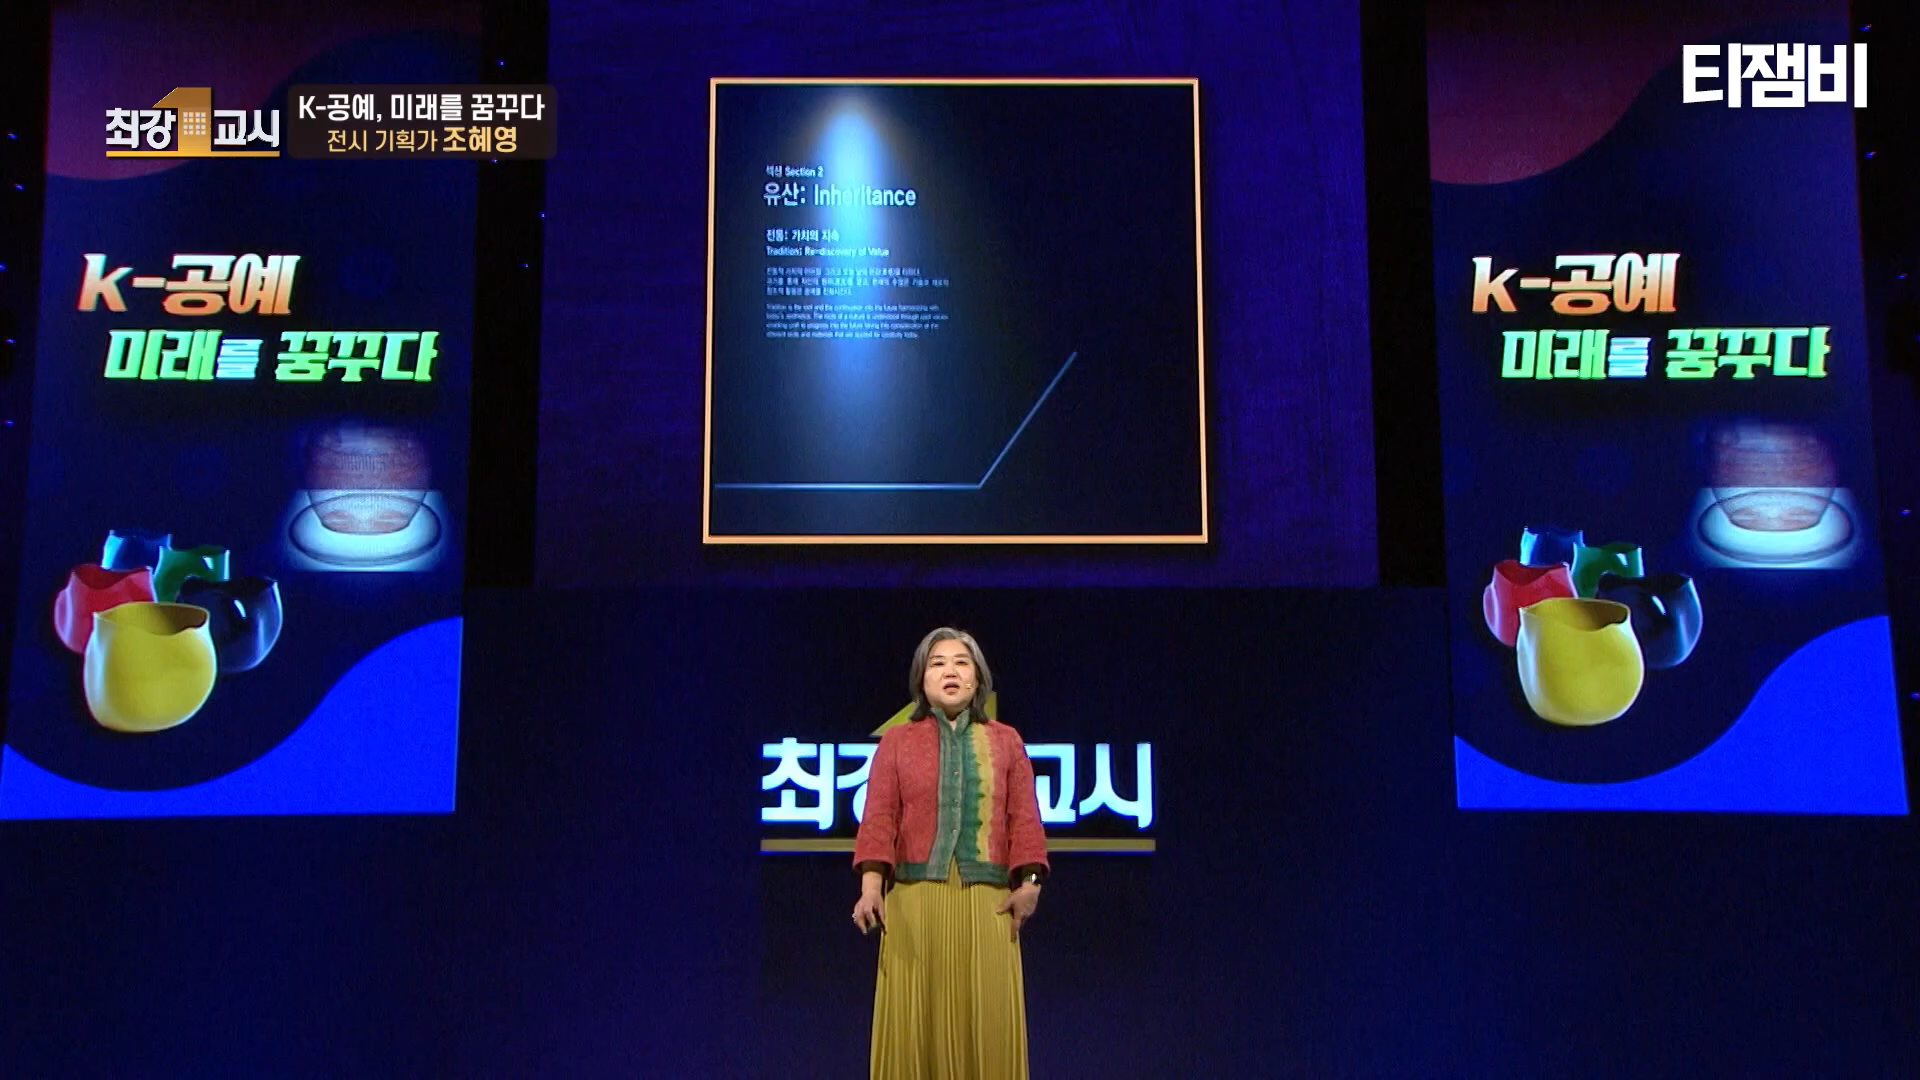 티잼비
최강1교시
K-공예, 미래를 꿈꾸다
전시 기획가 조혜영
섹션 Section 2
유산: Inheritance
전통: 가치의 지속
Tradition: Re-discovery of Value
k-공예
미래를 꿈꾸다
k-공예
미래를 꿈꾸다
최강 교시